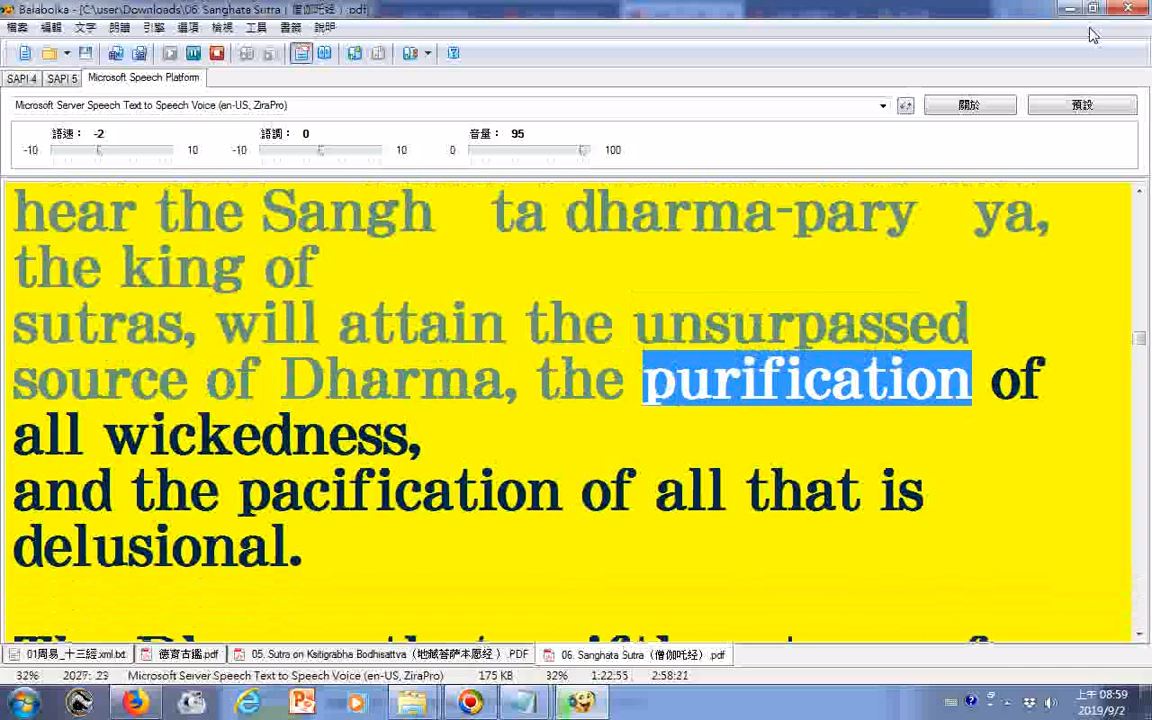 Balabolka - [C:\user\Downloads\06. Sanghata Sutra (僧伽吒经).pdf]
檔案 編輯 文字 朗讀 引擎 選項 檢視 工具 書籤 說明
SAPI 4 SAPI 5 Microsoft Speech Platform
Microsoft Server Speech Text to Speech Voice (en-US, ZiraPro) 關於 預設
語速: -2 語調: 0 音量: 95
-10 10 -10 10 0 100
hear the Sangh ta dharma-pary ya,
the king of
sutras, will attain the unsurpassed
source of Dharma, the purification of
all wickedness,
and the pacification of all that is
delusional.
01周易_十三經.xml.txt 德育古鑑.pdf 05. Sutra on Ksitigrabha Bodhisattva (地藏菩萨本愿经).PDF 06. Sanghata Sutra (僧伽吒经).pdf
32% 2027: 23 Microsoft Server Speech Text to Speech Voice (en-US, ZiraPro) 175 KB 32% 1:22:55 2:58:21
上午 08:59
2019/9/2